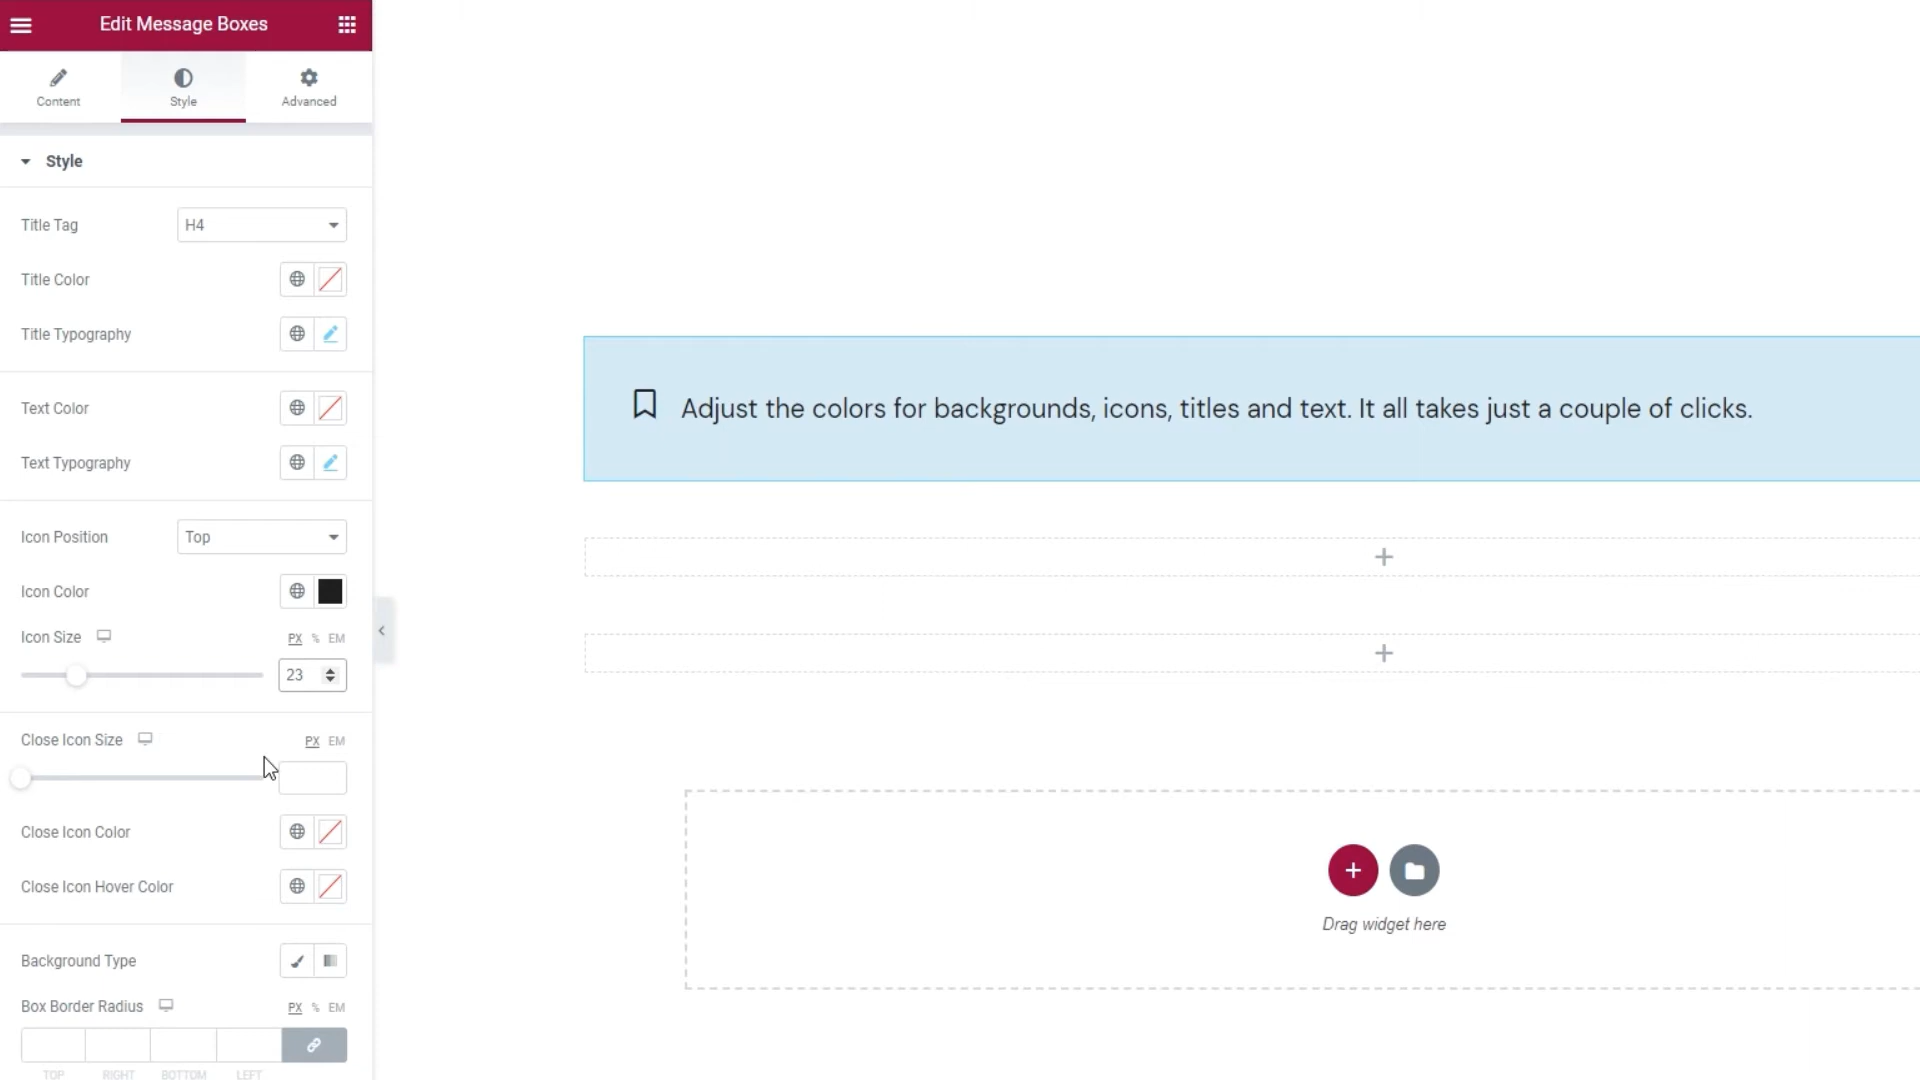 Edit Message Boxes
Content
Style
Advanced
Style
Title Tag
H4
Title Color
Title Typography
Text Color
Text Typography
Icon Position
Top
Icon Color
Icon Size
PX % EM
23
Close Icon Size
PX EM
Close Icon Color
Close Icon Hover Color
Background Type
Box Border Radius
PX % EM
TOP RIGHT BOTTOM LEFT
Adjust the colors for backgrounds, icons, titles and text. It all takes just a couple of clicks.
Drag widget here